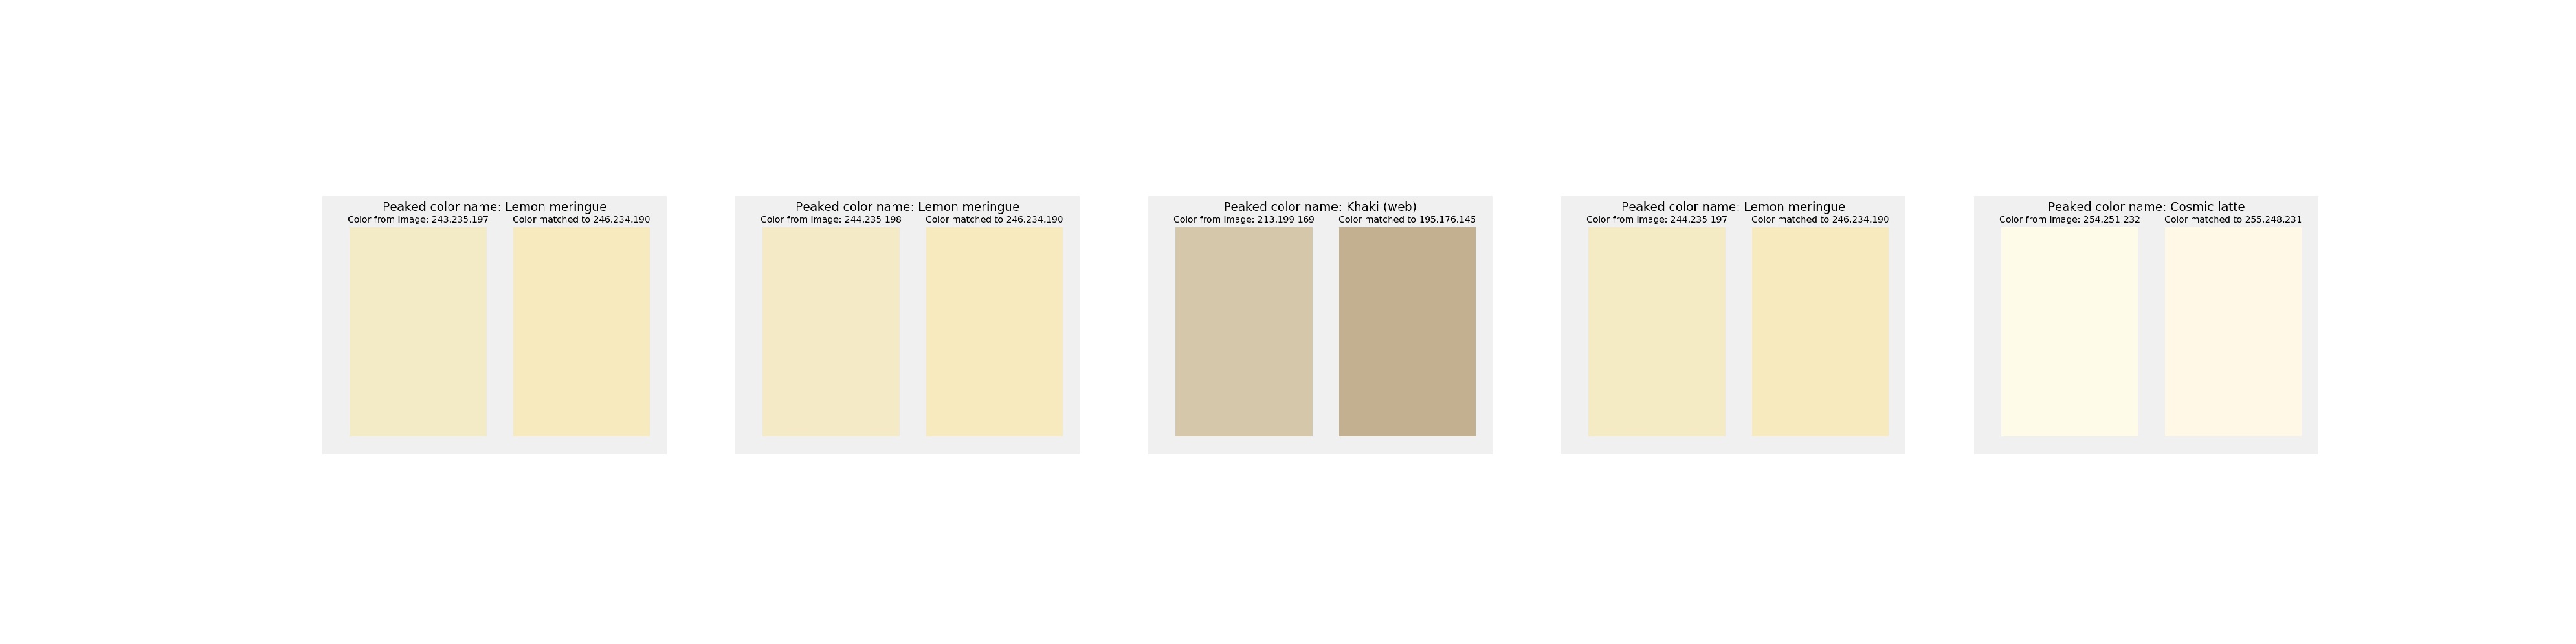 Peaked color name: Lemon meringue
Color from image: 243,235,197 Color matched to 246,234,190
Peaked color name: Lemon meringue
Color from image: 244,235,198 Color matched to 246,234,190
Peaked color name: Khaki (web)
Color from image: 213,199,169 Color matched to 195,176,145
Peaked color name: Lemon meringue
Color from image: 244,235,197 Color matched to 246,234,190
Peaked color name: Cosmic latte
Color from image: 254,251,232 Color matched to 255,248,231